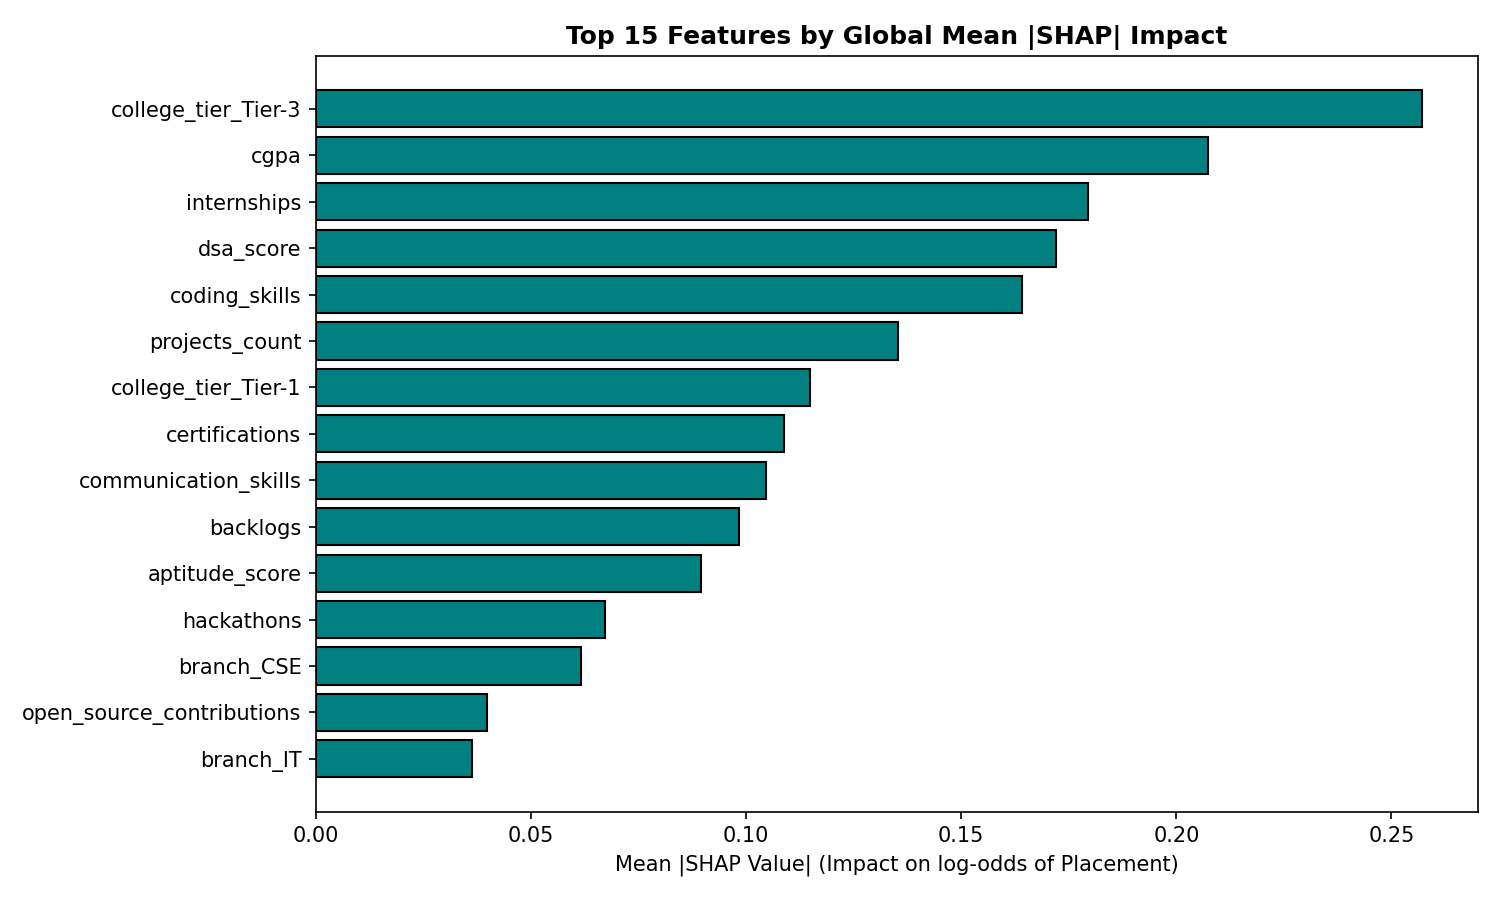 Top 15 Features by Global Mean |SHAP| Impact
college_tier_Tier-3
cgpa
internships
dsa_score
coding_skills
projects_count
college_tier_Tier-1
certifications
communication_skills
backlogs
aptitude_score
hackathons
branch_CSE
open_source_contributions
branch_IT
0.00 0.05 0.10 0.15 0.20 0.25
Mean |SHAP Value| (Impact on log-odds of Placement)